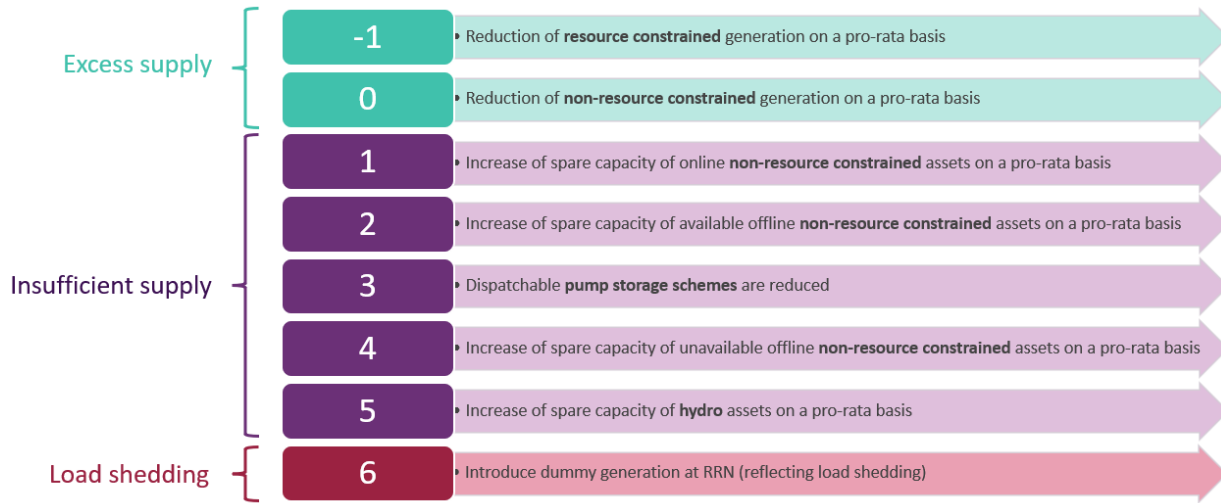 Excess supply
-1
• Reduction of resource constrained generation on a pro-rata basis
0
• Reduction of non-resource constrained generation on a pro-rata basis
Insufficient supply
1
• Increase of spare capacity of online non-resource constrained assets on a pro-rata basis
2
• Increase of spare capacity of available offline non-resource constrained assets on a pro-rata basis
3
• Dispatchable pump storage schemes are reduced
4
• Increase of spare capacity of unavailable offline non-resource constrained assets on a pro-rata basis
5
• Increase of spare capacity of hydro assets on a pro-rata basis
Load shedding
6
• Introduce dummy generation at RRN (reflecting load shedding)